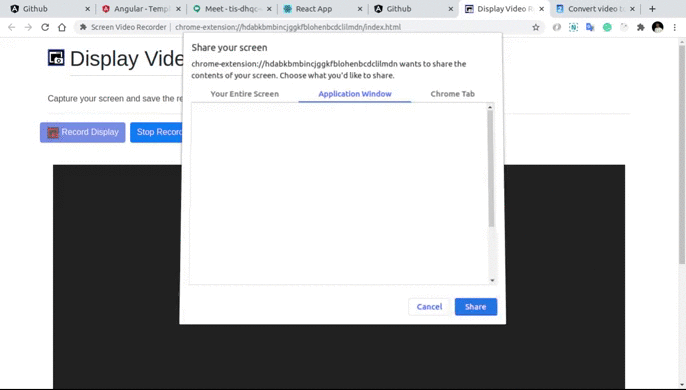 Github
Angular-Templ
Meet - tis-dhqc-
React App
Github
Display Video R
Convert video t
Screen Video Recorder
chrome-extension://hdabkbmbincjggkfblohenbcdclilmdn/index.html
Share your screen
Display Vide
chrome-extension://hdabkbmbincjggkfblohenbcdclilmdn wants to share the
contents of your screen. Choose what you'd like to share.
Capture your screen and save the re
Your Entire Screen
Application Window
Chrome Tab
Record Display
Stop Record
Cancel
Share